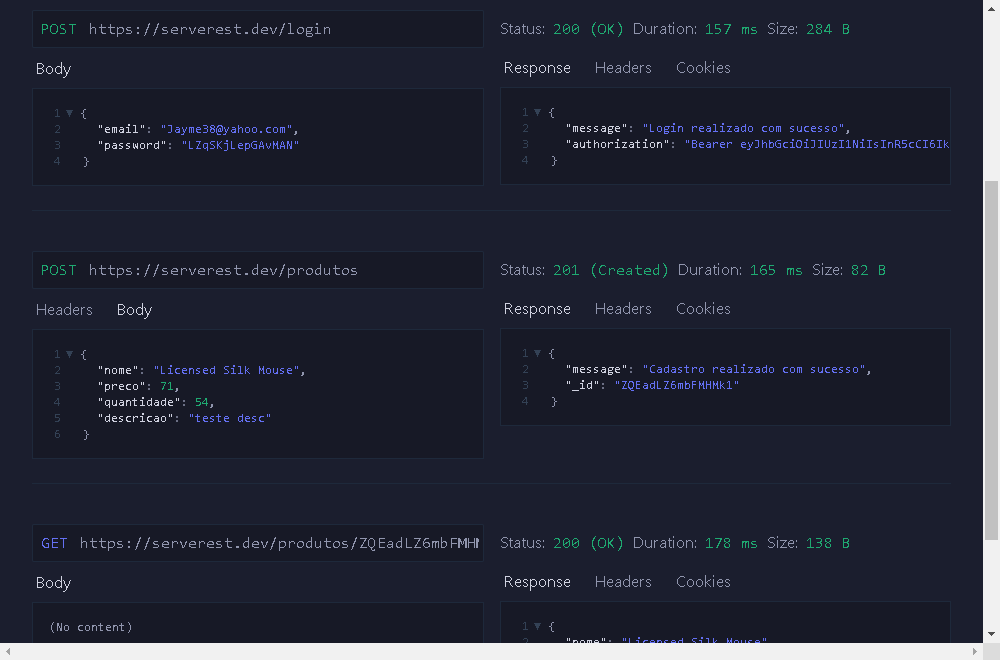 POST https://serverest.dev/login
Status: 200 (OK) Duration: 157 ms Size: 284 B
Body
Response Headers Cookies
1 {
2 "email": "Jayme38@yahoo.com",
3 "password": "LZqSKjLepGAvMAN"
4 }
1 {
2 "message": "Login realizado com sucesso",
3 "authorization": "Bearer eyJhbGciOiJIUzI1NiIsInR5cCI6Ik
4 }
POST https://serverest.dev/produtos
Status: 201 (Created) Duration: 165 ms Size: 82 B
Headers Body
Response Headers Cookies
1 {
2 "nome": "Licensed Silk Mouse",
3 "preco": 71,
4 "quantidade": 54,
5 "descricao": "teste desc"
6 }
1 {
2 "message": "Cadastro realizado com sucesso",
3 "_id": "ZQEadLZ6mbFMHMk1"
4 }
GET https://serverest.dev/produtos/ZQEadLZ6mbFMH
Status: 200 (OK) Duration: 178 ms Size: 138 B
Body
Response Headers Cookies
(No content)
1 {
2 "nome": "Licensed Silk Mouse"